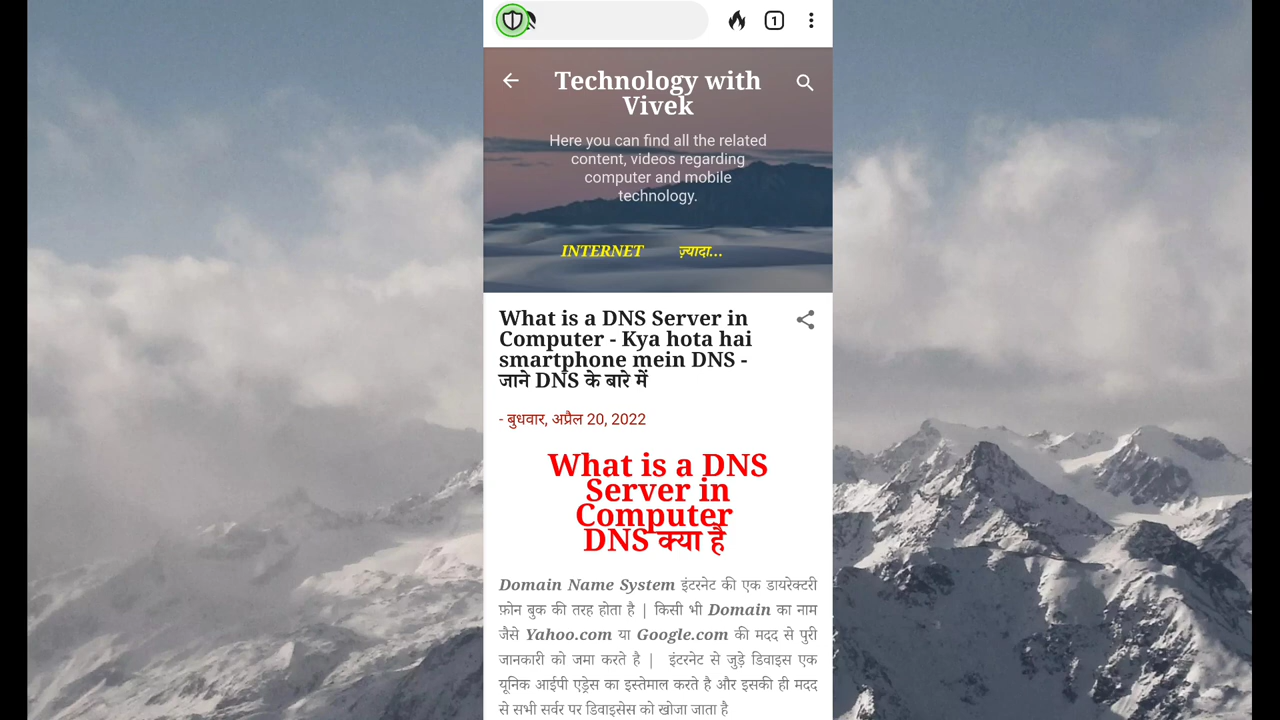 1
Technology with
Vivek
Here you can find all the related
content, videos regarding
computer and mobile
technology.
INTERNET ज़्यादा…
What is a DNS Server in
Computer - Kya hota hai
smartphone mein DNS -
जाने DNS के बारे में
- बुधवार, अप्रैल 20, 2022
What is a DNS
Server in
Computer
DNS क्या है
Domain Name System इंटरनेट की एक डायरेक्टरी
फ़ोन बुक की तरह होता है | किसी भी Domain का नाम
जैसे Yahoo.com या Google.com की मदद से पुरी
जानकारी को जमा करते है | इंटरनेट से जुड़े डिवाइस एक
यूनिक आईपी एड्रेस का इस्तेमाल करते है और इसकी ही मदद
से सभी सर्वर पर डिवाइसेस को खोजा जाता है